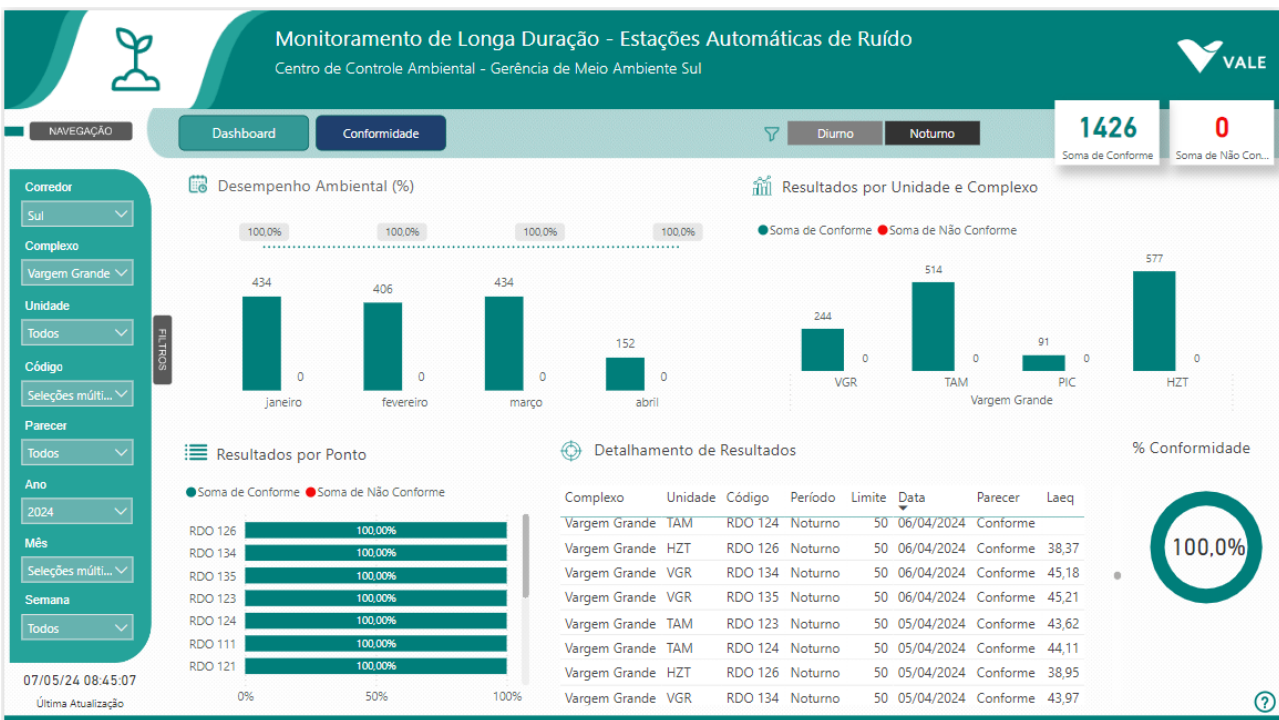 Monitoramento de Longa Duração - Estações Automáticas de Ruído
Centro de Controle Ambiental - Gerência de Meio Ambiente Sul
VALE
NAVEGAÇÃO
Dashboard
Conformidade
Diurno
Noturno
1426
Soma de Conforme
0
Soma de Não Con...
Corredor
Sul
Complexo
Vargem Grande
Unidade
Todos
Código
Seleções múlti...
Parecer
Todos
Ano
2024
Mês
Seleções múlti...
Semana
Todos
07/05/24 08:45:07
Última Atualização
FILTROS
Desempenho Ambiental (%)
100,0% 100,0% 100,0% 100,0%
434 406 434 152
0 0 0 0
janeiro fevereiro março abril
Resultados por Unidade e Complexo
Soma de Conforme Soma de Não Conforme
244 514 91 577
0 0 0 0
VGR TAM PIC HZT
Vargem Grande
Resultados por Ponto
Soma de Conforme Soma de Não Conforme
RDO 126 100,00%
RDO 134 100,00%
RDO 135 100,00%
RDO 123 100,00%
RDO 124 100,00%
RDO 111 100,00%
RDO 121 100,00%
0% 50% 100%
Detalhamento de Resultados
Complexo Unidade Código Período Limite Data Parecer Laeq
Vargem Grande TAM RDO 124 Noturno 50 06/04/2024 Conforme
Vargem Grande HZT RDO 126 Noturno 50 06/04/2024 Conforme 38,37
Vargem Grande VGR RDO 134 Noturno 50 06/04/2024 Conforme 45,18
Vargem Grande VGR RDO 135 Noturno 50 06/04/2024 Conforme 45,21
Vargem Grande TAM RDO 123 Noturno 50 05/04/2024 Conforme 43,62
Vargem Grande TAM RDO 124 Noturno 50 05/04/2024 Conforme 44,11
Vargem Grande HZT RDO 126 Noturno 50 05/04/2024 Conforme 38,95
Vargem Grande VGR RDO 134 Noturno 50 05/04/2024 Conforme 43,97
% Conformidade
100,0%
?